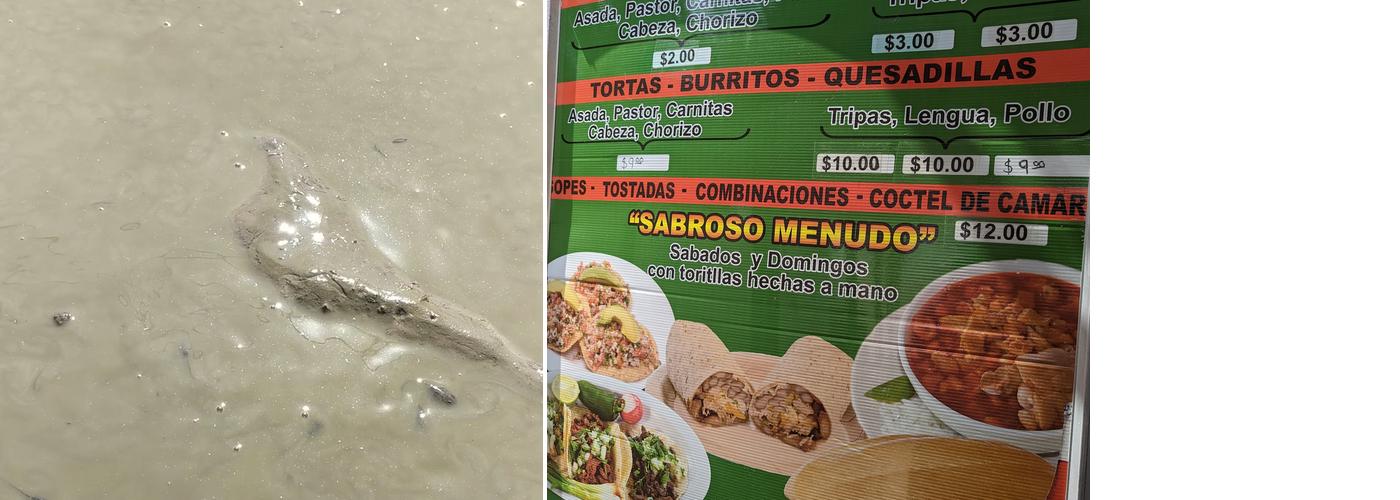 Asada, Pastor, Carnitas,
Cabeza, Chorizo
Tripas,
$2.00
$3.00
$3.00
TORTAS - BURRITOS - QUESADILLAS
Asada, Pastor, Carnitas
Cabeza, Chorizo
Tripas, Lengua, Pollo
$9.00
$10.00
$10.00
$9.00
SOPES - TOSTADAS - COMBINACIONES - COCTEL DE CAMAR
"SABROSO MENUDO"
$12.00
Sabados y Domingos
con toritllas hechas a mano